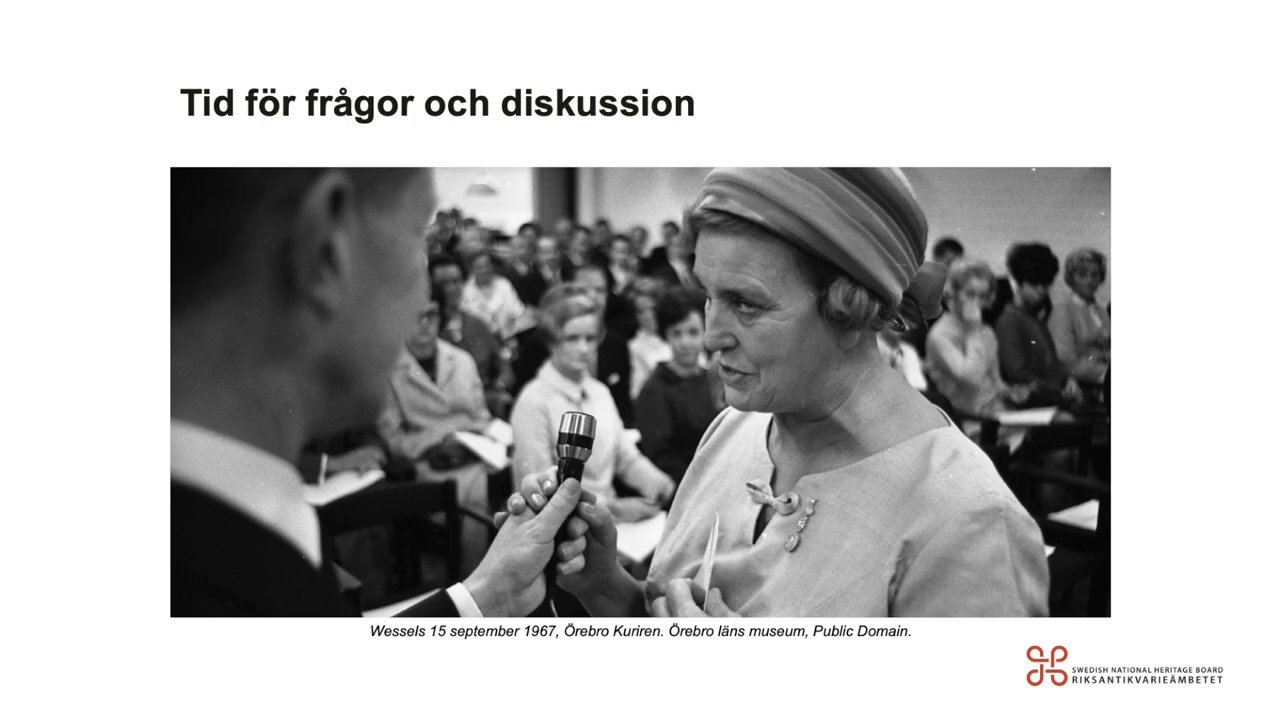 Tid för frågor och diskussion
Wessels 15 september 1967, Örebro Kuriren. Örebro läns museum, Public Domain.
SWEDISH NATIONAL HERITAGE BOARD
RIKSANTIKVARIEÄMBETET